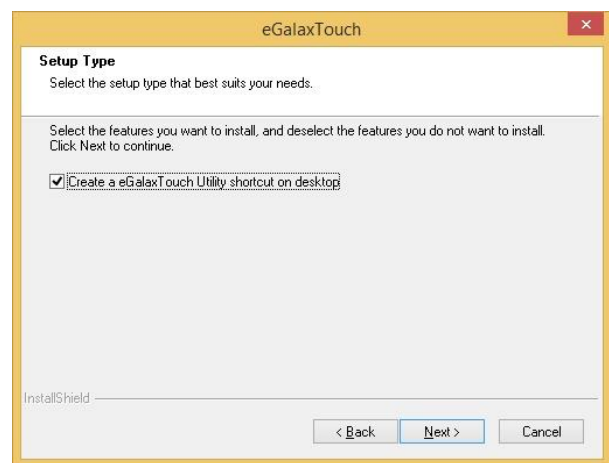 eGalaxTouch
Setup Type
Select the setup type that best suits your needs.
Select the features you want to install, and deselect the features you do not want to install.
Click Next to continue.
Create a eGalaxTouch Utility shortcut on desktop
InstallShield
< Back Next > Cancel